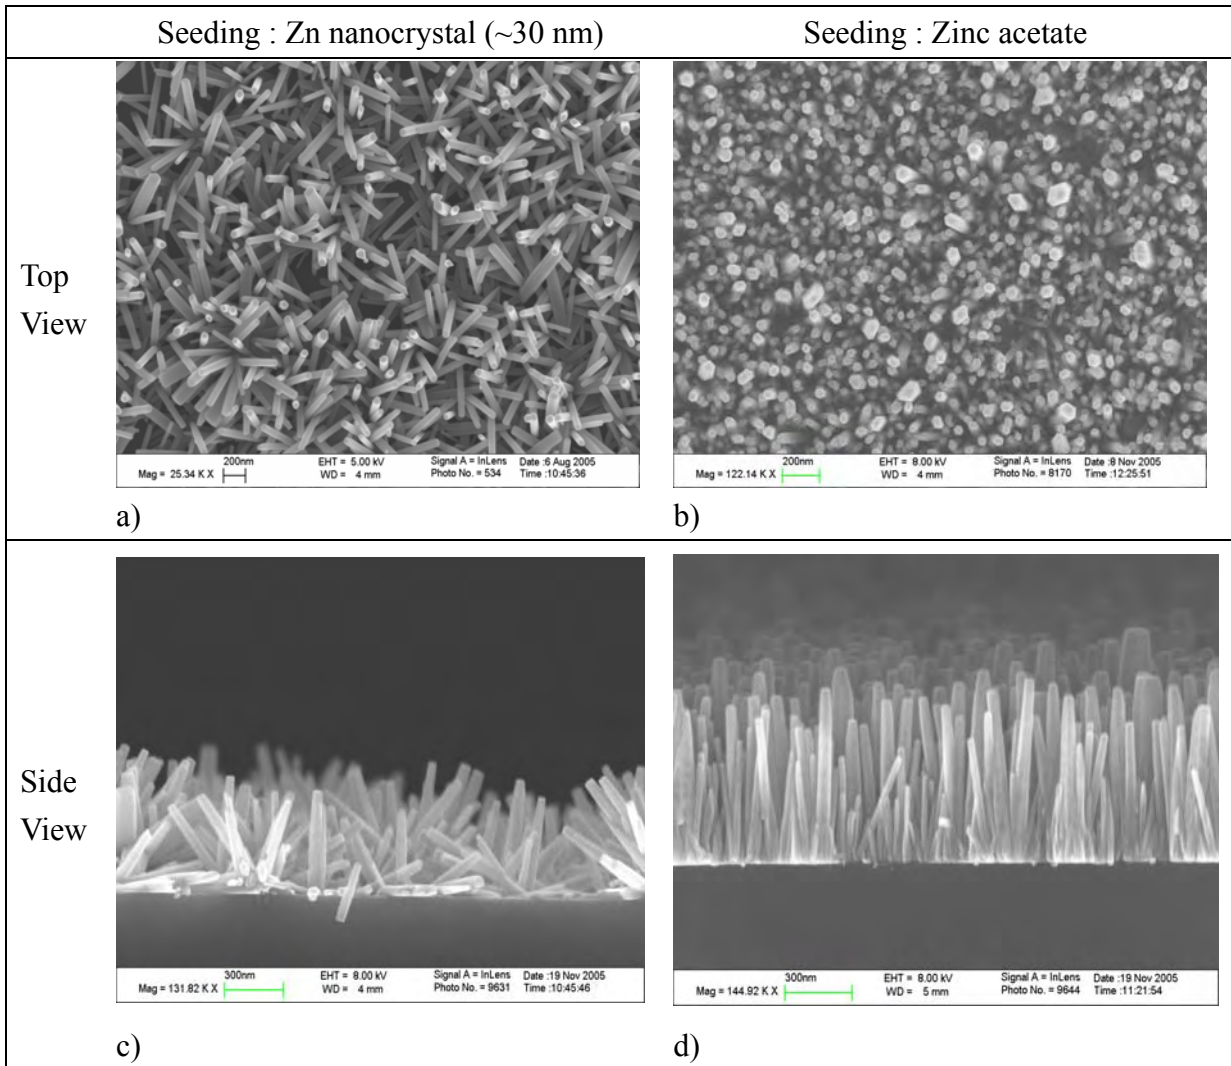 Seeding : Zn nanocrystal (~30 nm)
Seeding : Zinc acetate
Top
View
200nm
Mag = 25.34 K X
EHT = 5.00 kV
WD = 4 mm
Signal A = InLens
Photo No. = 534
Date :6 Aug 2005
Time :10:45:36
200nm
Mag = 122.14 K X
EHT = 8.00 kV
WD = 4 mm
Signal A = InLens
Photo No. = 8170
Date :8 Nov 2005
Time :12:25:51
a)
b)
Side
View
300nm
Mag = 131.82 K X
EHT = 8.00 kV
WD = 4 mm
Signal A = InLens
Photo No. = 9631
Date :19 Nov 2005
Time :10:45:46
300nm
Mag = 144.92 K X
EHT = 8.00 kV
WD = 5 mm
Signal A = InLens
Photo No. = 9644
Date :19 Nov 2005
Time :11:21:54
c)
d)